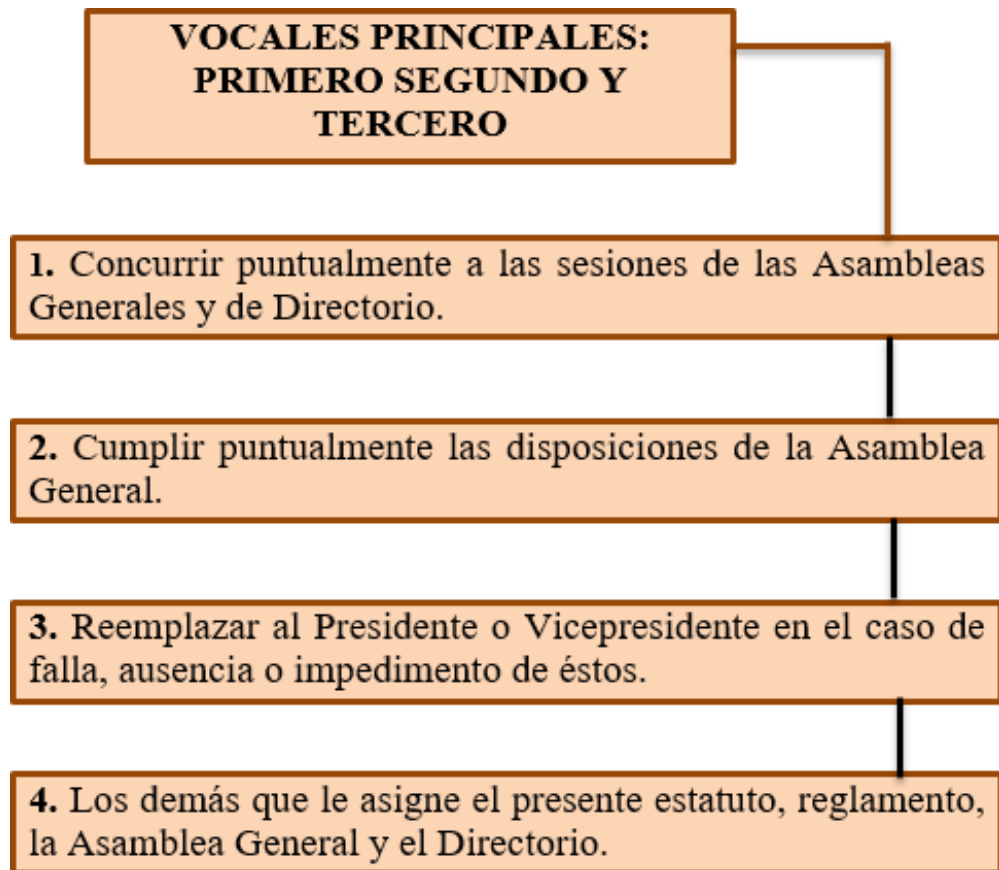 VOCALES PRINCIPALES:
PRIMERO SEGUNDO Y
TERCERO
1. Concurrir puntualmente a las sesiones de las Asambleas
Generales y de Directorio.
2. Cumplir puntualmente las disposiciones de la Asamblea
General.
3. Reemplazar al Presidente o Vicepresidente en el caso de
falla, ausencia o impedimento de éstos.
4. Los demás que le asigne el presente estatuto, reglamento,
la Asamblea General y el Directorio.